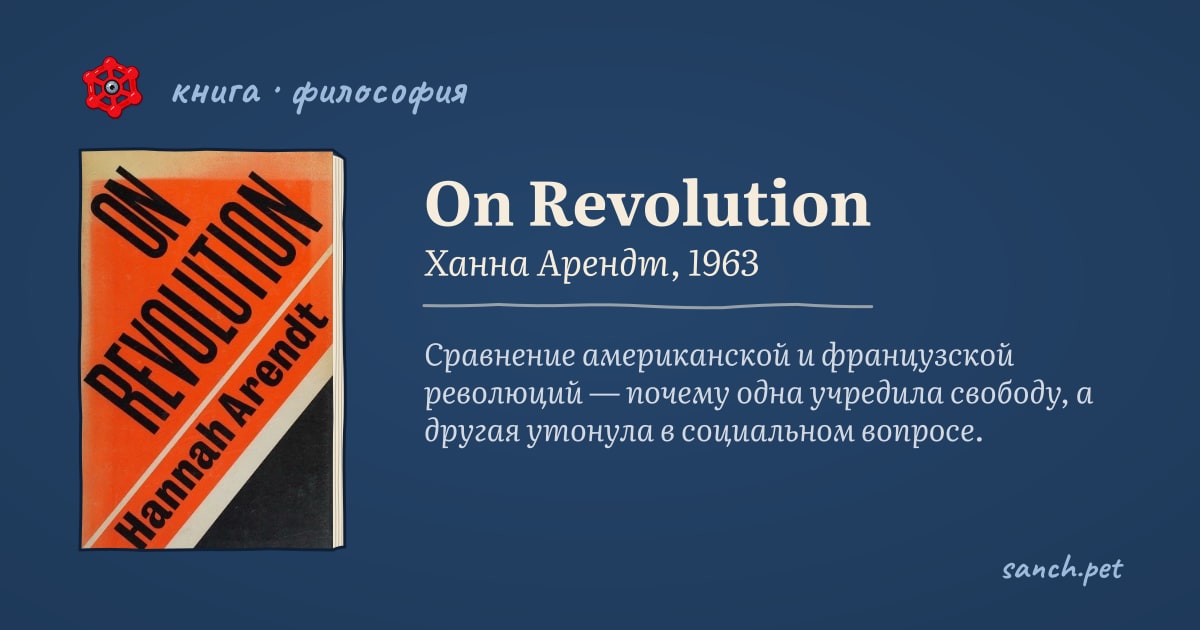 книга · философия
ON
REVOLUTION
Hannah Arendt
On Revolution
Ханна Арендт, 1963
Сравнение американской и французской
революций — почему одна учредила свободу, а
другая утонула в социальном вопросе.
sanch.pet